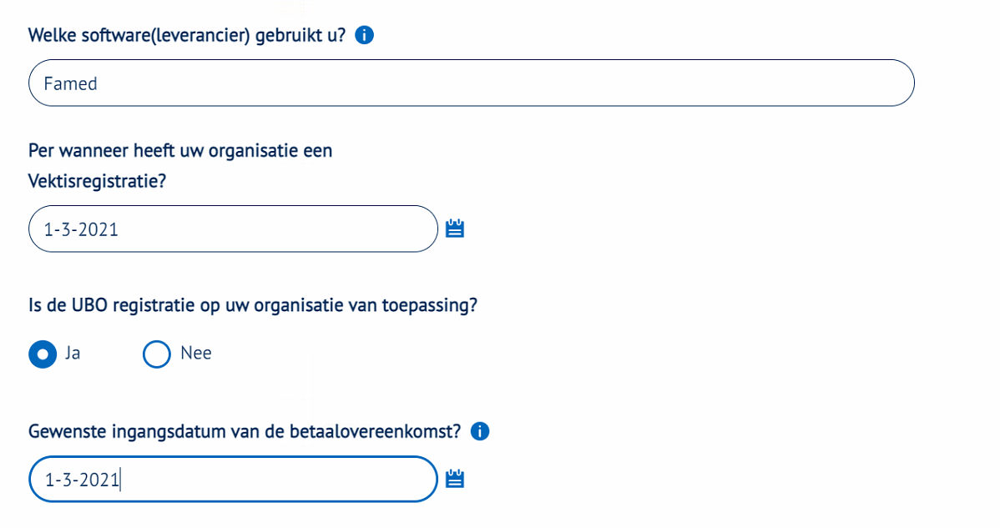 Welke software(leverancier) gebruikt u?
Famed
Per wanneer heeft uw organisatie een
Vektisregistratie?
1-3-2021
Is de UBO registratie op uw organisatie van toepassing?
Ja Nee
Gewenste ingangsdatum van de betaalovereenkomst?
1-3-2021